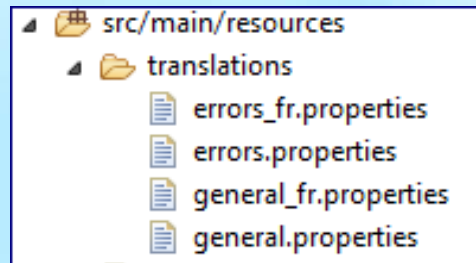 src/main/resources
translations
errors_fr.properties
errors.properties
general_fr.properties
general.properties